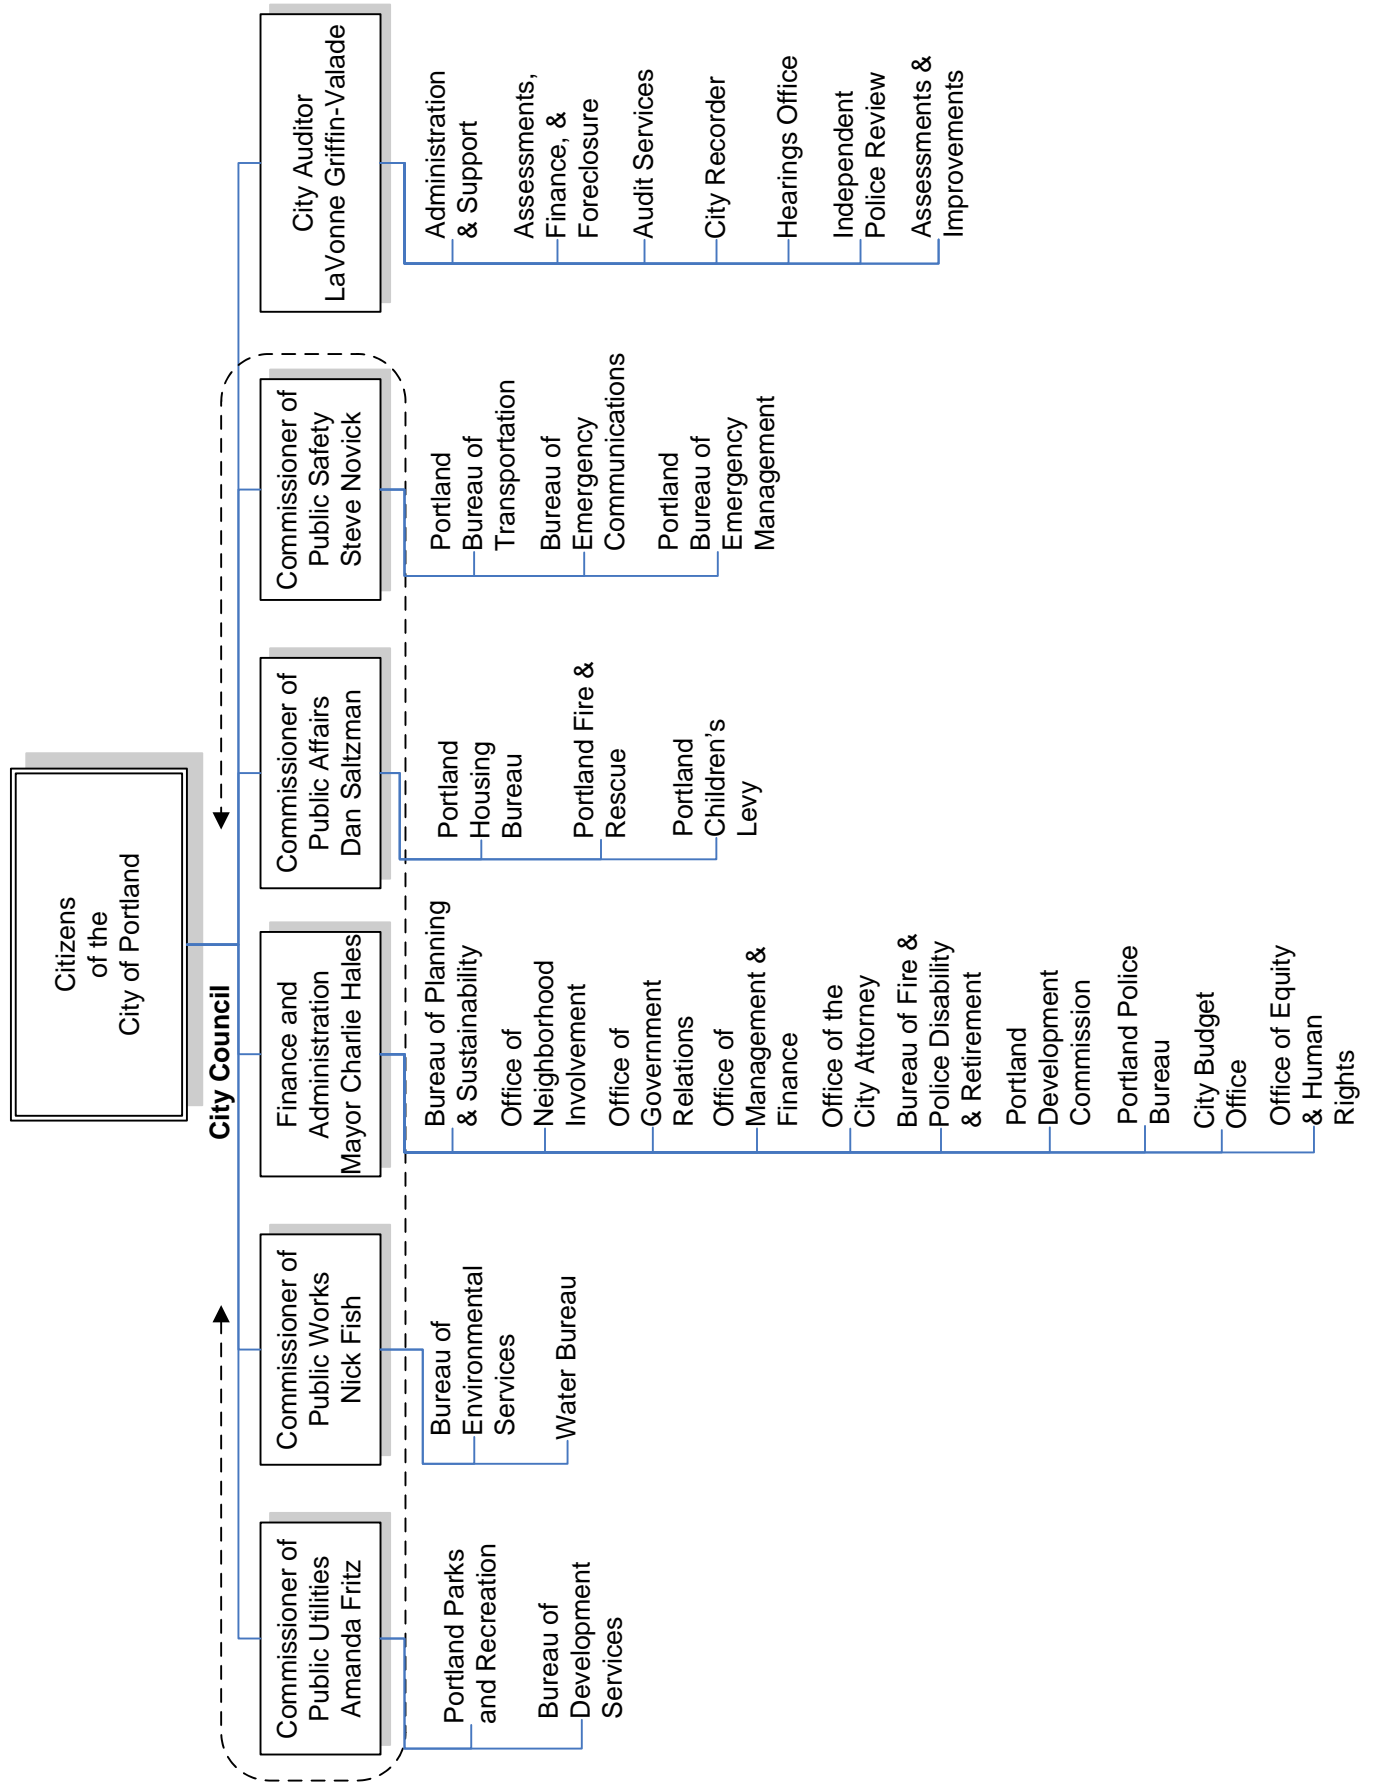 Citizens
of the
City of Portland
City Council
Commissioner of
Public Utilities
Amanda Fritz
Portland Parks
and Recreation
Bureau of
Development
Services
Commissioner of
Public Works
Nick Fish
Bureau of
Environmental
Services
Water Bureau
Finance and
Administration
Mayor Charlie Hales
Bureau of Planning
& Sustainability
Office of
Neighborhood
Involvement
Office of
Government
Relations
Office of
Management &
Finance
Office of the
City Attorney
Bureau of Fire &
Police Disability
& Retirement
Portland
Development
Commission
Portland Police
Bureau
City Budget
Office
Office of Equity
& Human
Rights
Commissioner of
Public Affairs
Dan Saltzman
Portland
Housing
Bureau
Portland Fire &
Rescue
Portland
Children’s
Levy
Commissioner of
Public Safety
Steve Novick
Portland
Bureau of
Transportation
Bureau of
Emergency
Communications
Portland
Bureau of
Emergency
Management
City Auditor
LaVonne Griffin-Valade
Administration
& Support
Assessments,
Finance, &
Foreclosure
Audit Services
City Recorder
Hearings Office
Independent
Police Review
Assessments &
Improvements